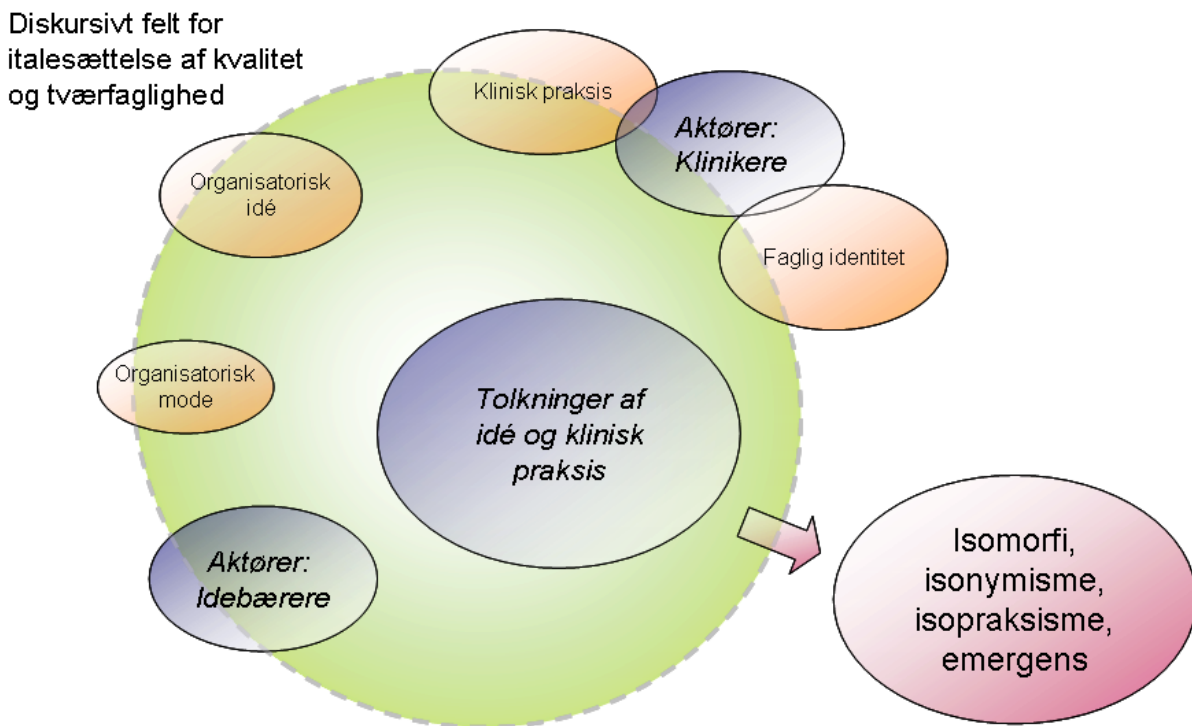 Diskursivt felt for
italesættelse af kvalitet
og tværfaglighed
Klinisk praksis
Aktører:
Klinikere
Organisatorisk
idé
Faglig identitet
Organisatorisk
mode
Tolkninger af
idé og klinisk
praksis
Aktører:
Idebærere
Isomorfi,
isonymisme,
isopraksisme,
emergens